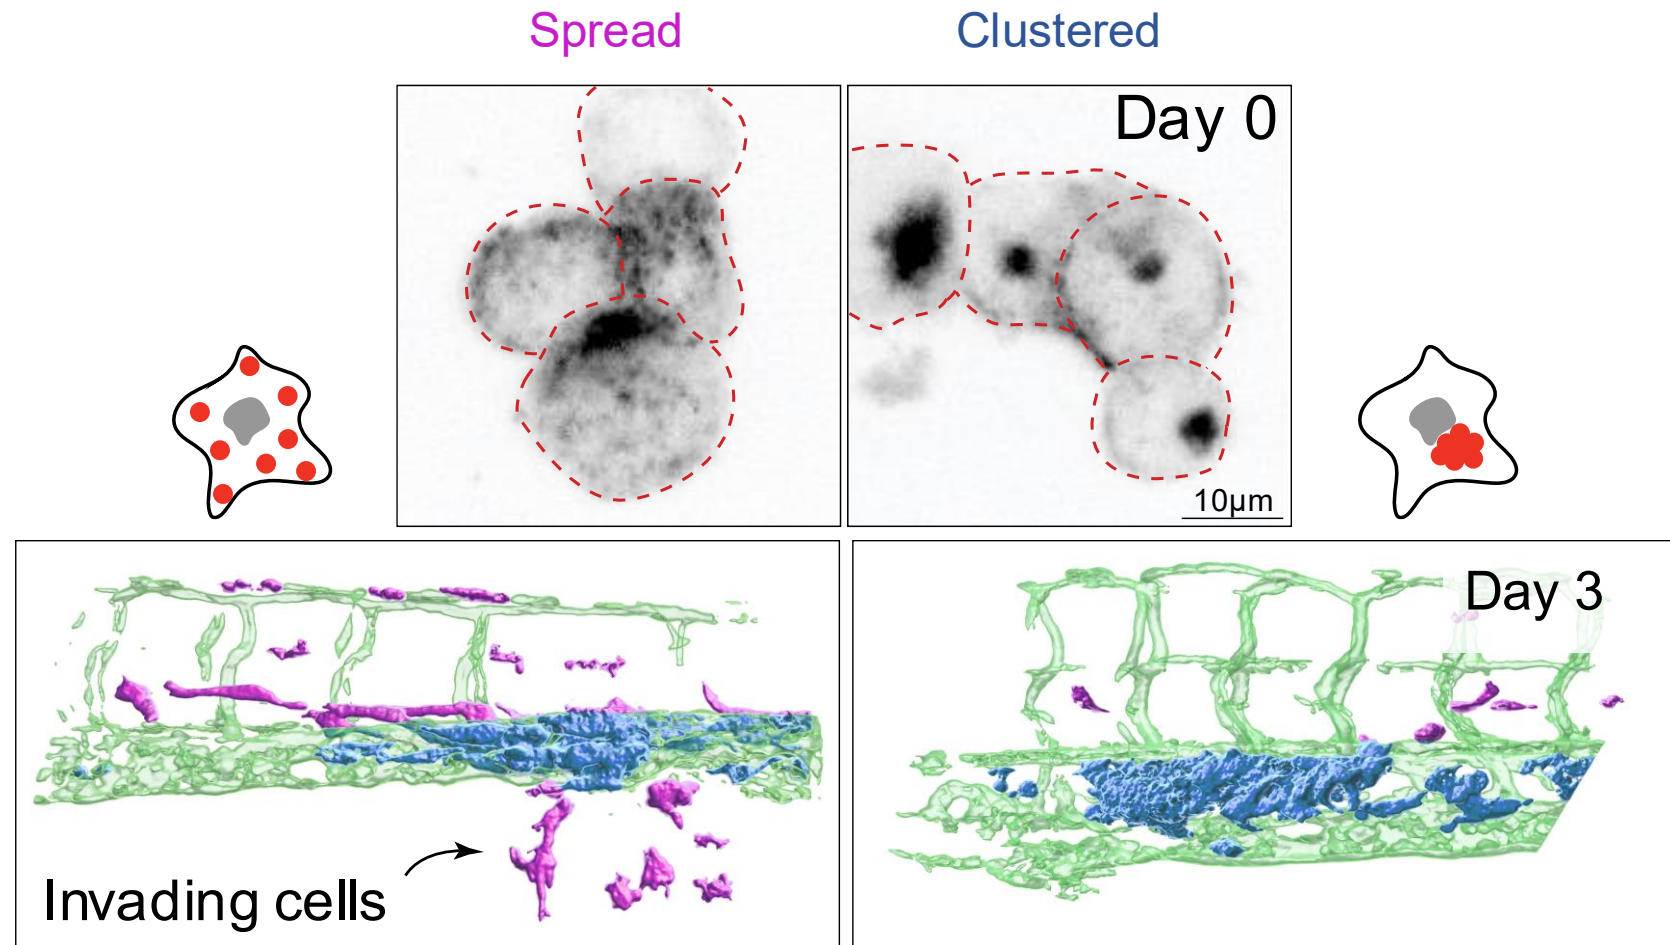 Spread
Clustered
Day 0
10µm
Day 3
Invading cells